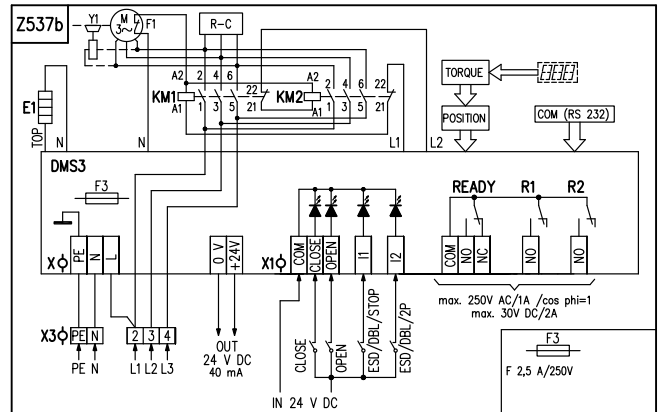 Z537b
Y1
M
3~
F1
R-C
TORQUE
POSITION
COM (RS 232)
E1
TOP
N
N
A2
2 4 6
22
KM1
A1
1 3 5
21
A2
2 4 6
22
KM2
A1
1 3 5
21
L1
L2
DMS3
F3
READY R1 R2
X
PE
N
L
0 V
+24V
X1
COM
CLOSE
OPEN
I1
I2
COM
NO
NC
NO
NO
max. 250V AC/1A /cos phi=1
max. 30V DC/2A
X3
PE
N
2 3 4
PE N
L1 L2 L3
OUT
24 V DC
40 mA
CLOSE
OPEN
ESD/DBL/STOP
ESD/DBL/2P
IN 24 V DC
F3
F 2,5 A/250V